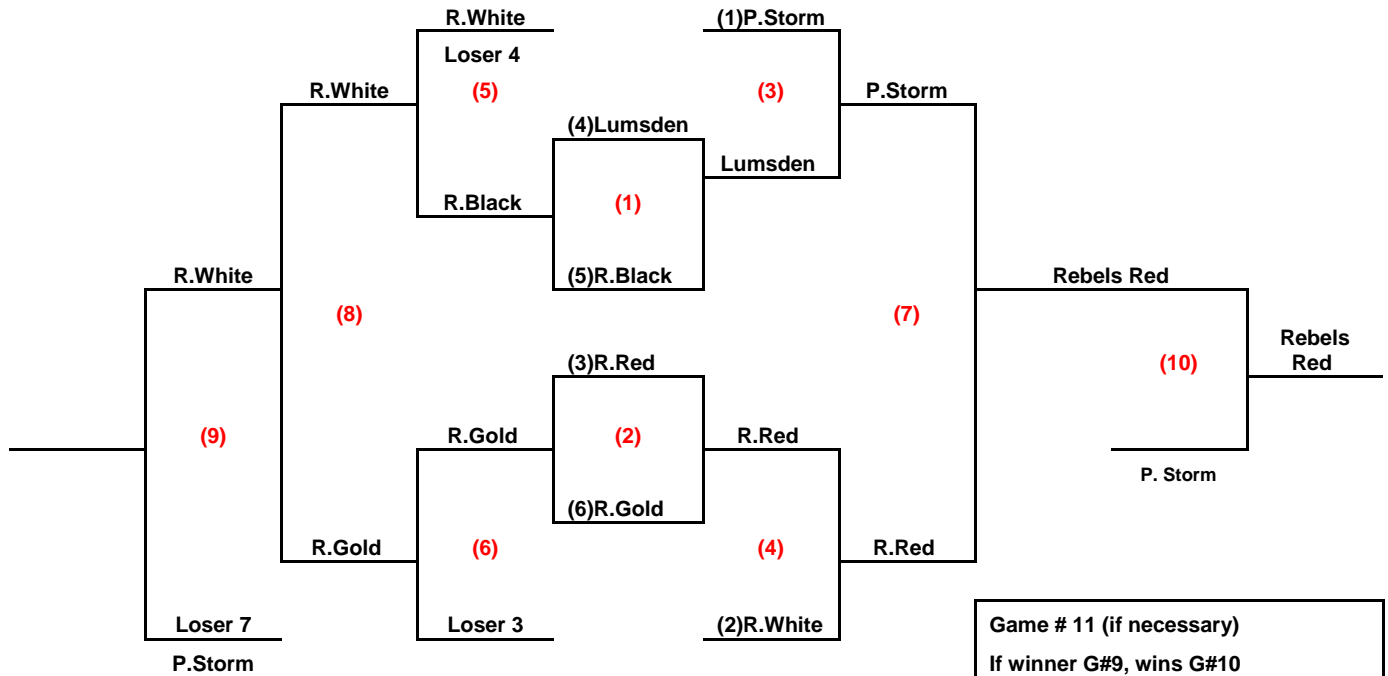 R.White
(1)P.Storm
Loser 4
R.White
(5)
(3)
P.Storm
(4)Lumsden
Lumsden
R.Black
(1)
R.White
(5)R.Black
Rebels Red
(8)
(7)
Rebels
Red
(3)R.Red
(10)
(9)
R.Gold
(2)
R.Red
P. Storm
(6)R.Gold
R.Gold
(6)
(4)
R.Red
Loser 7
Loser 3
(2)R.White
Game # 11 (if necessary)
P.Storm
If winner G#9, wins G#10